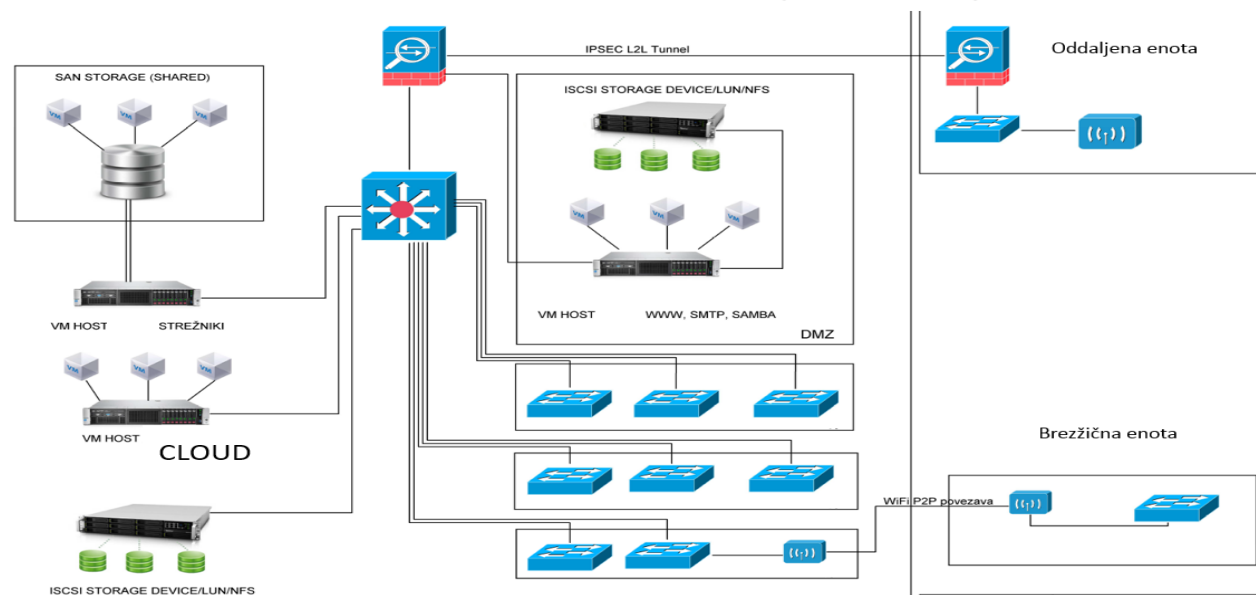 IPSEC L2L Tunnel
Oddaljena enota
SAN STORAGE (SHARED)
VM
VM
VM
ISCSI STORAGE DEVICE/LUN/NFS
VM
VM
VM
VM HOST
STREŽNIKI
VM HOST
WWW, SMTP, SAMBA
DMZ
VM
VM
VM
VM HOST
CLOUD
Brezžična enota
WiFi P2P povezava
ISCSI STORAGE DEVICE/LUN/NFS